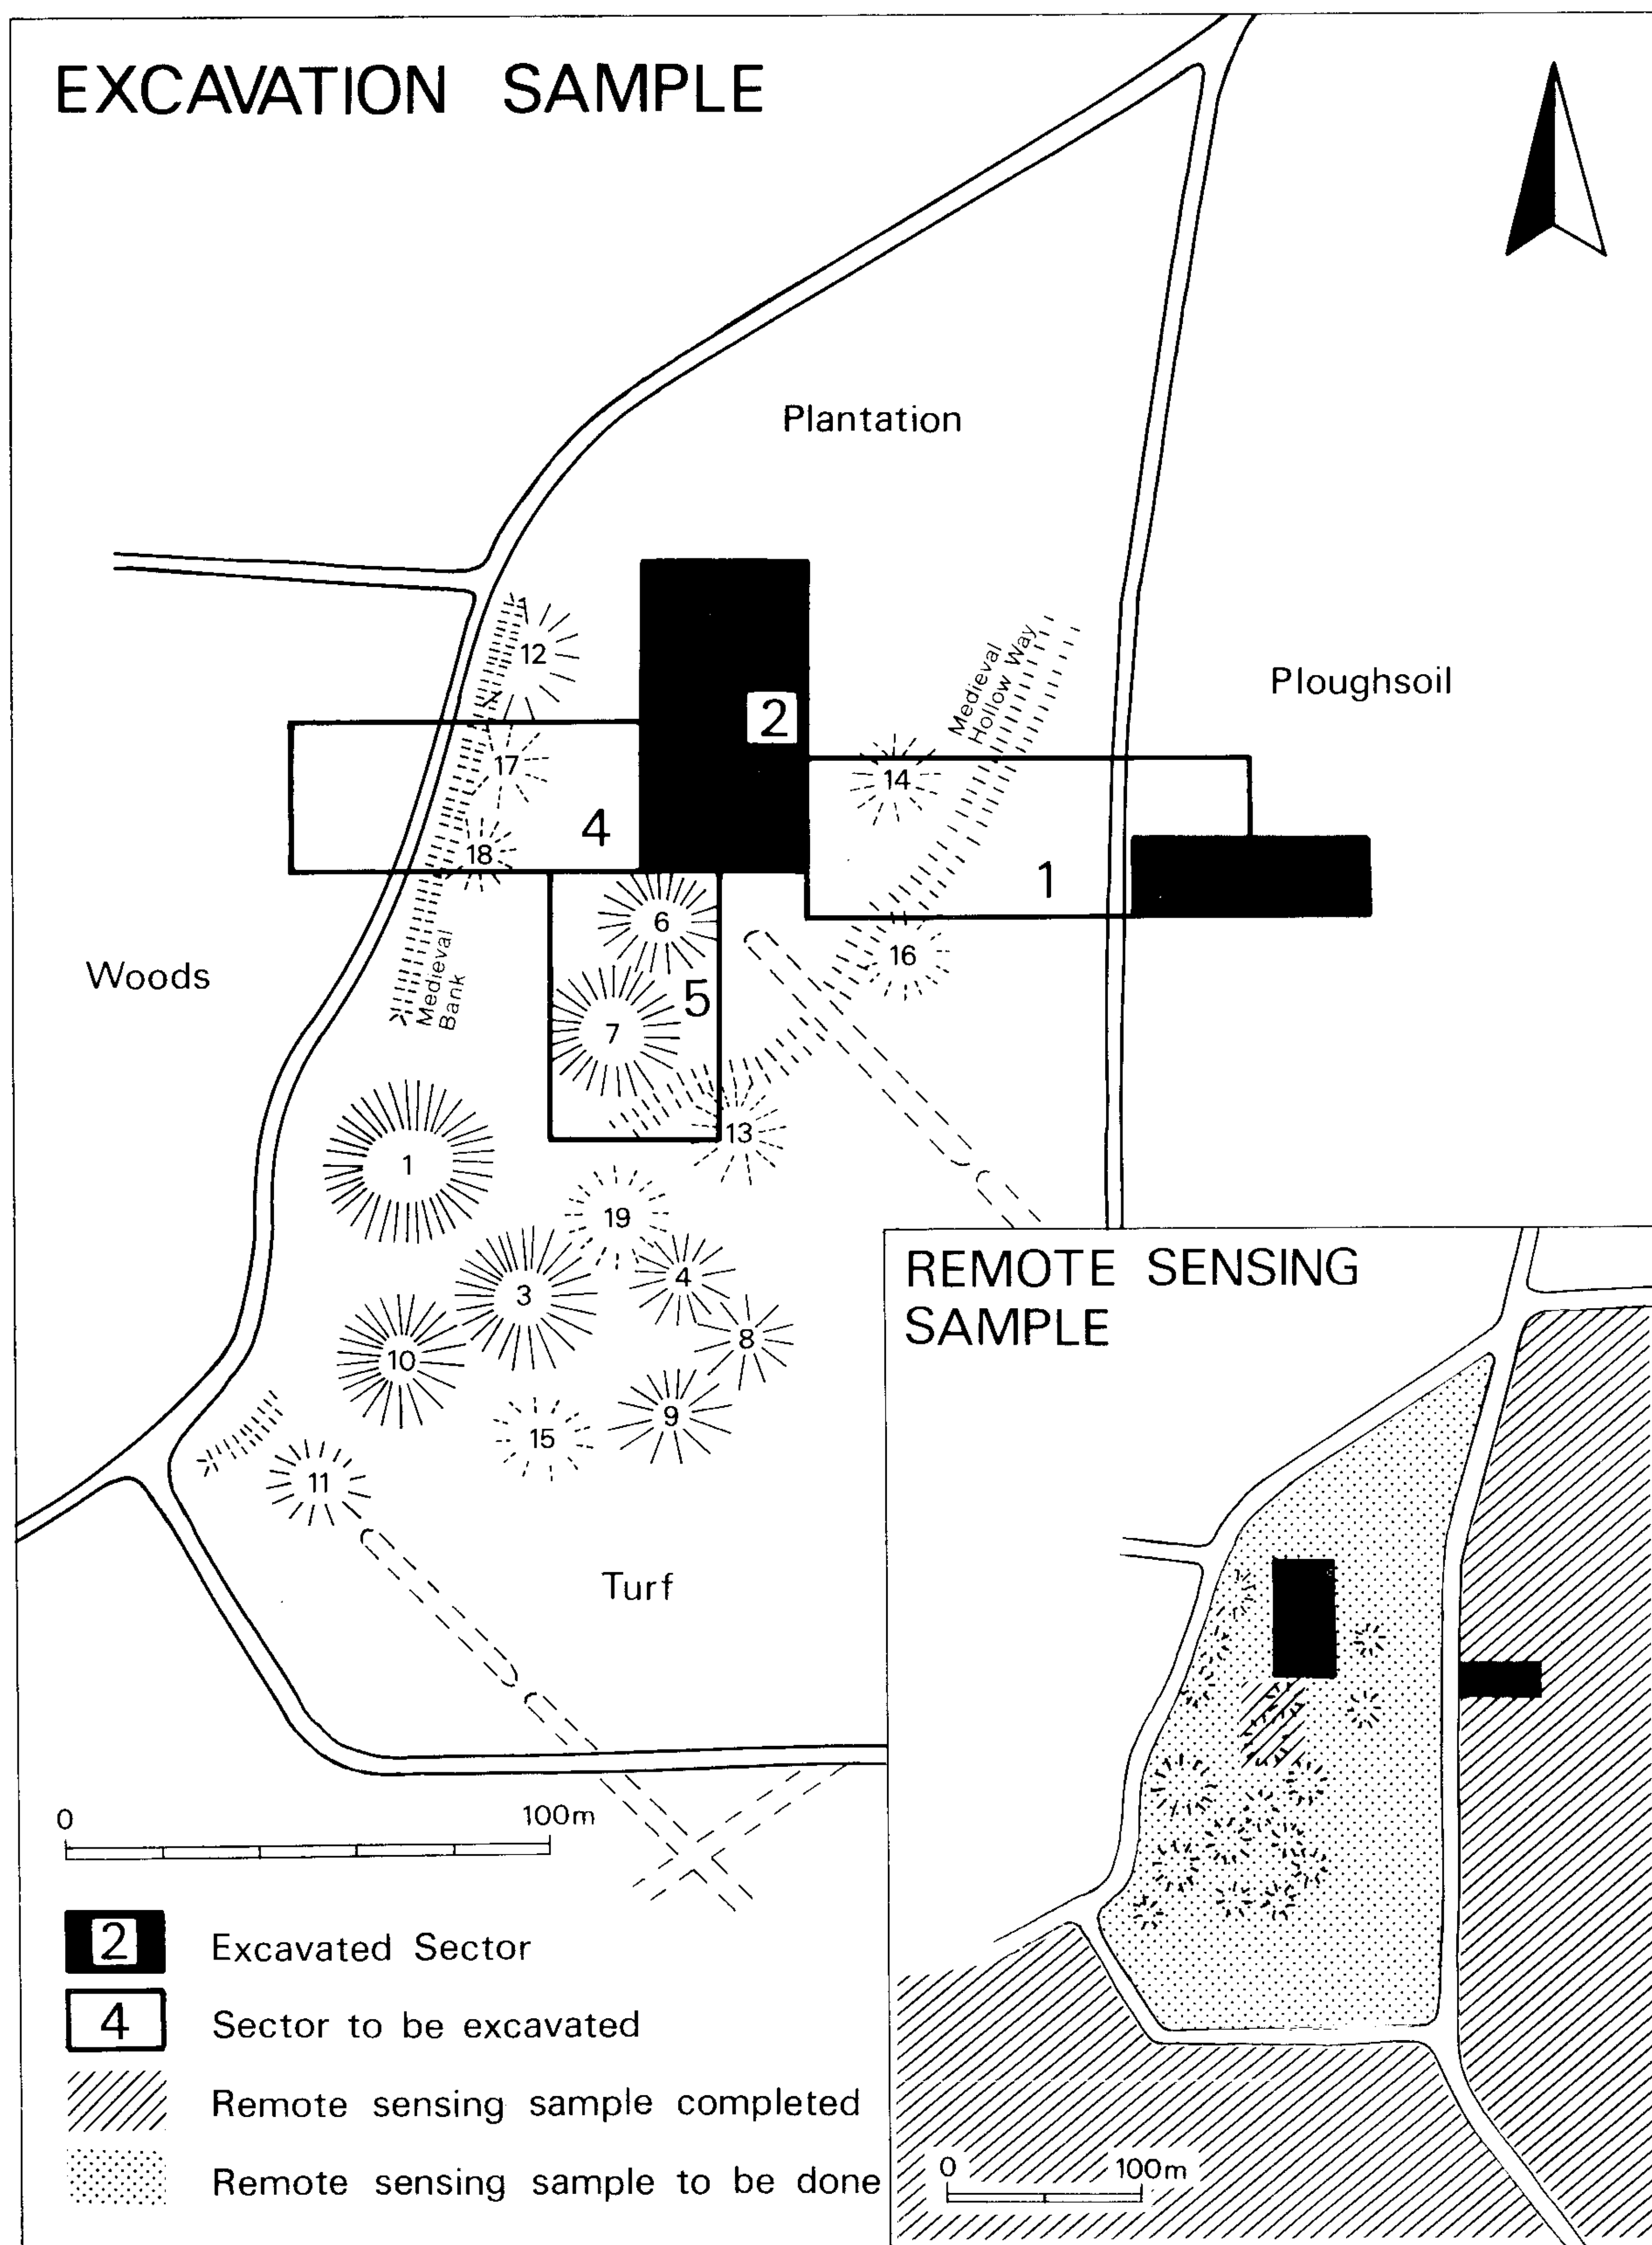 EXCAVATION SAMPLE
Plantation
Ploughsoil
Medieval
Hollow Way
12
2
17
14
4
18
1
6
16
Woods
Medieval
Bank
5
7
13
1
19
4
3
8
10
9
15
11
Turf
REMOTE SENSING
SAMPLE
0 100m
2 Excavated Sector
4 Sector to be excavated
Remote sensing sample completed
Remote sensing sample to be done
0 100m